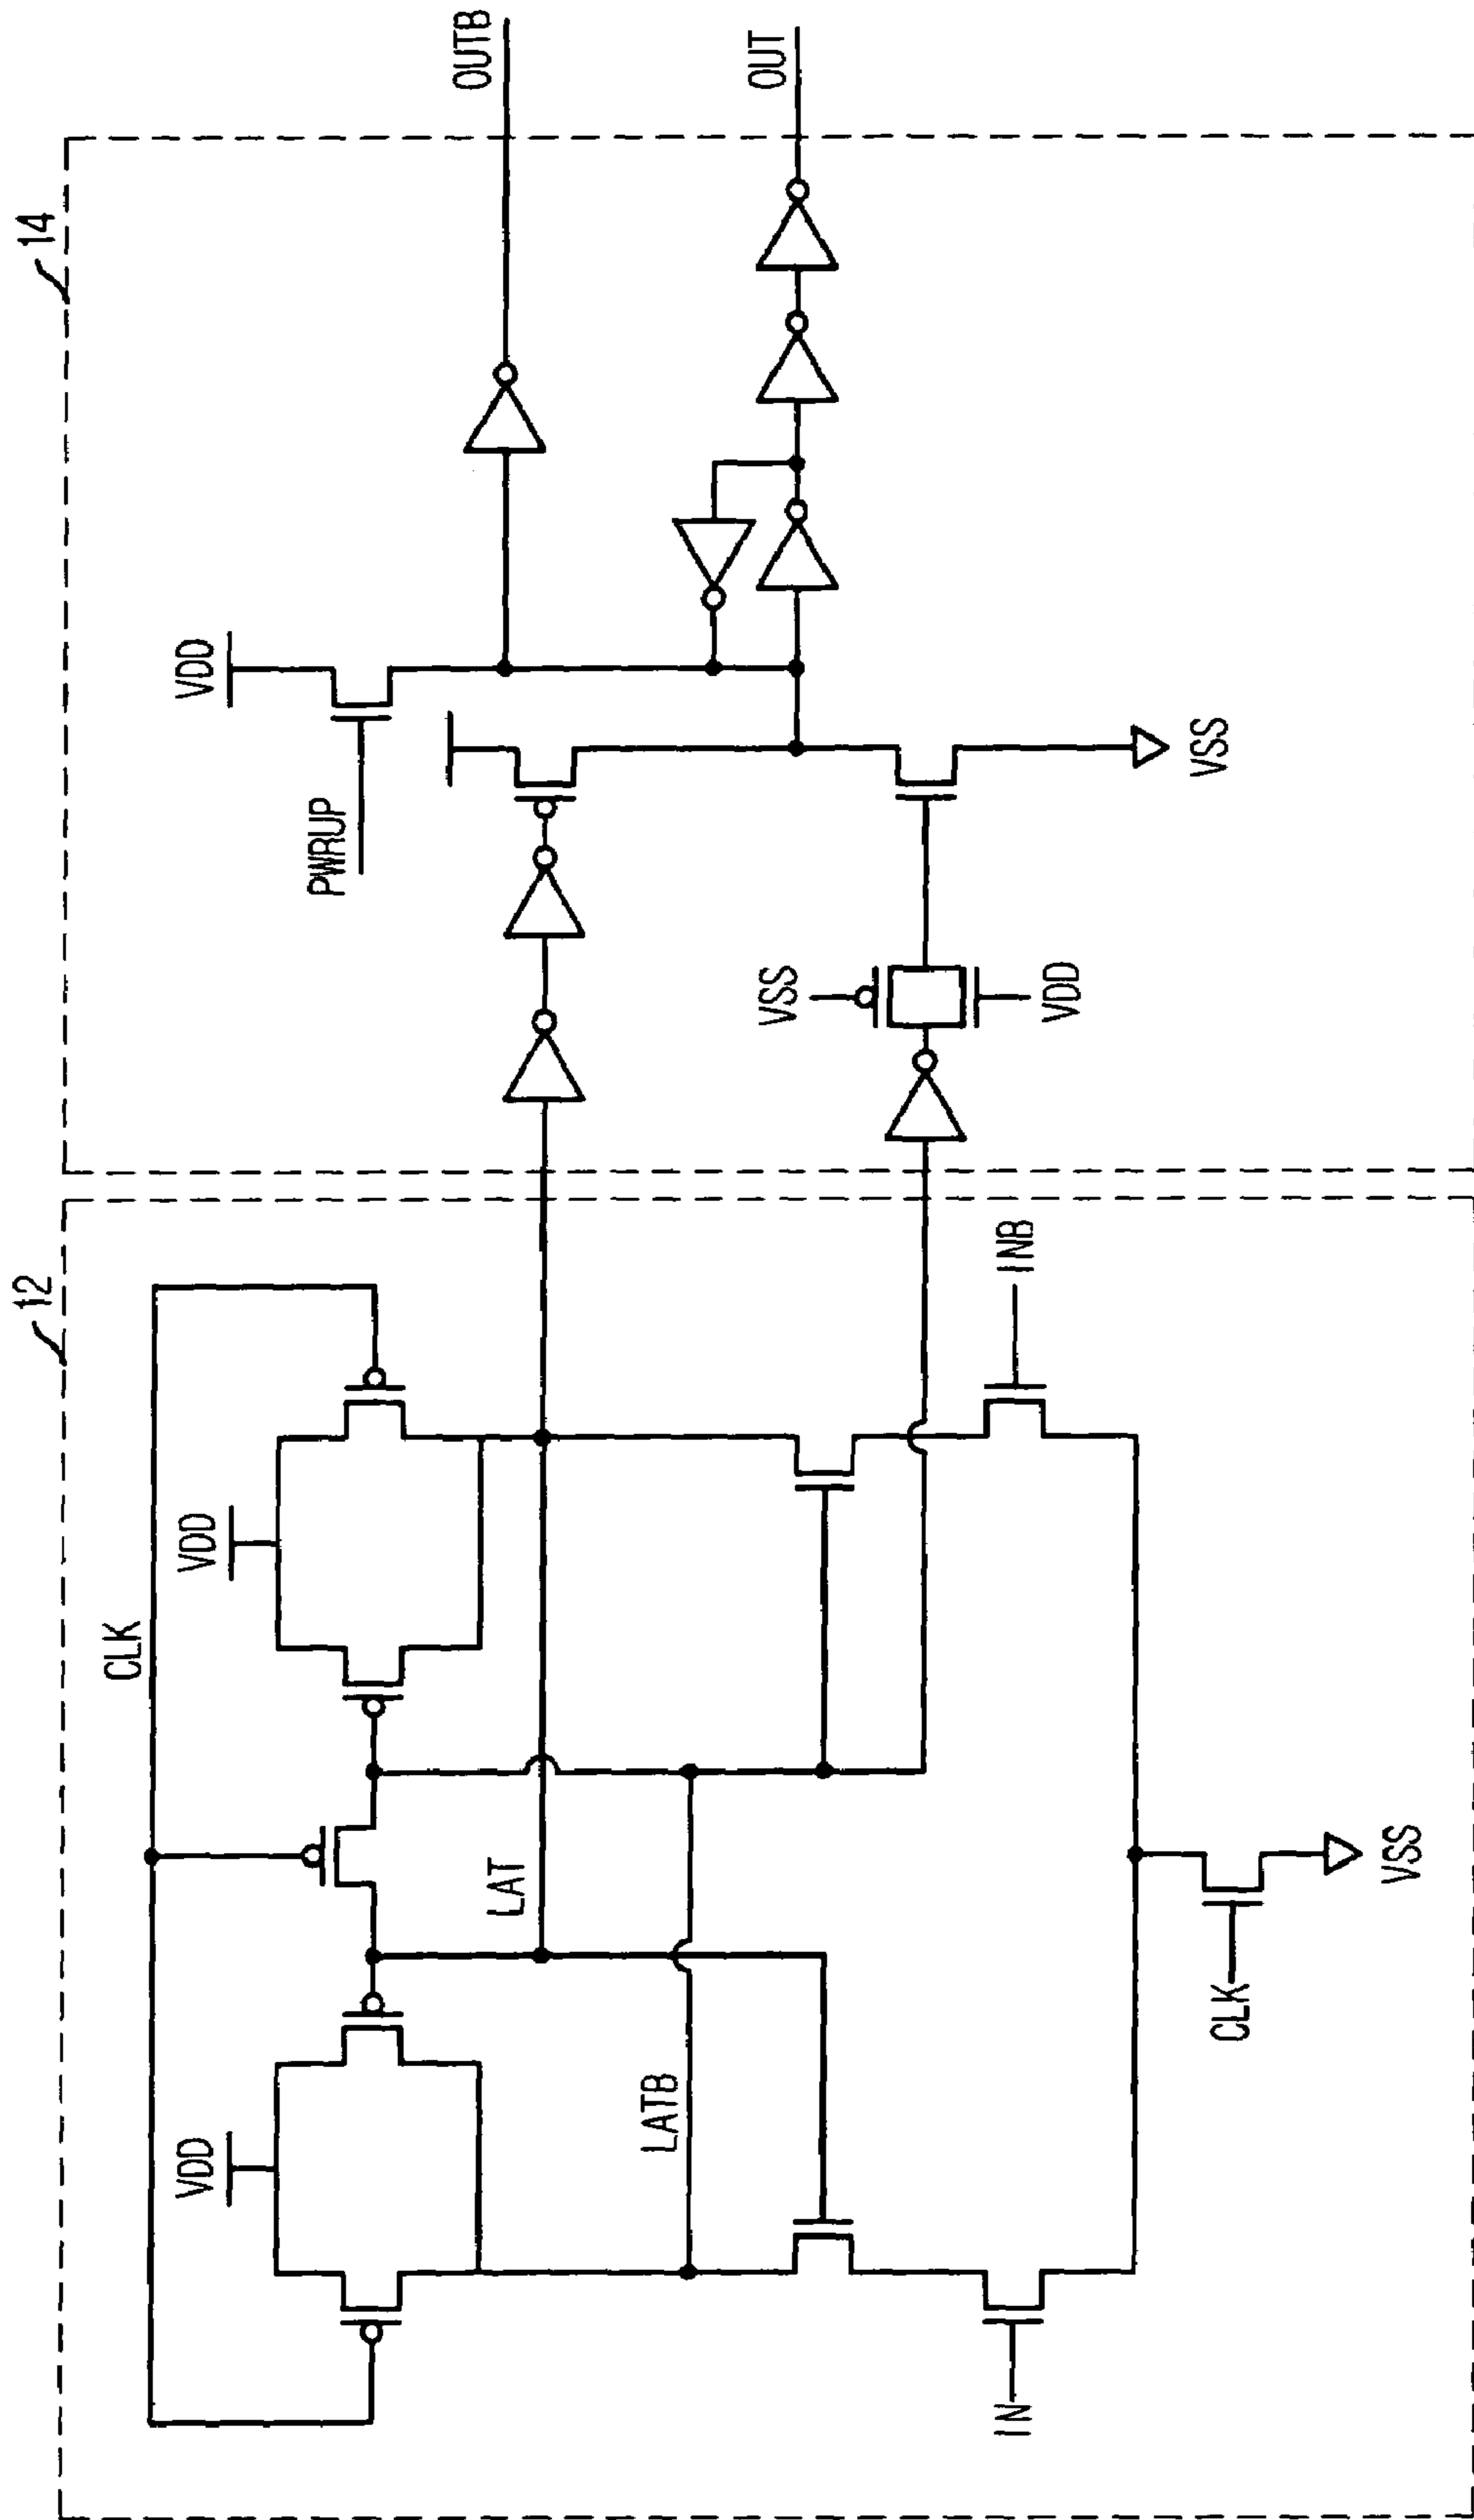 12
14
CLK
VDD
VDD
LAT
LATB
IN
INB
CLK
VSS
VDD
PWRUP
VSS
VDD
VSS
OUTB
OUT